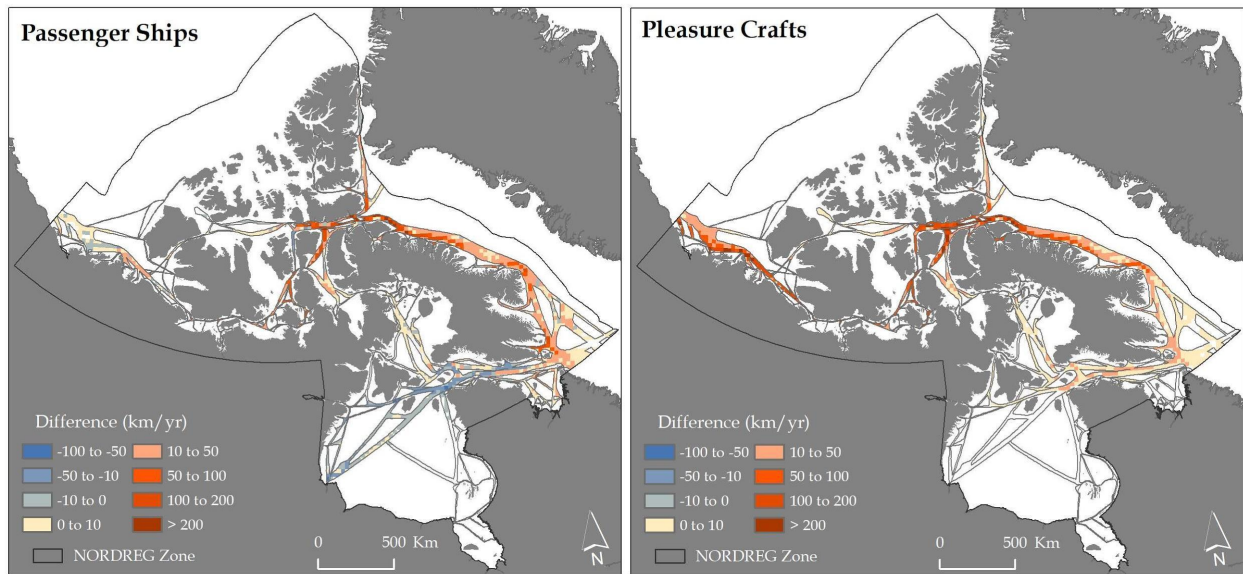 Passenger Ships
Difference (km/yr)
-100 to -50 10 to 50
-50 to -10 50 to 100
-10 to 0 100 to 200
0 to 10 > 200
NORDREG Zone
0 500 Km
N
Pleasure Crafts
Difference (km/yr)
-100 to -50 10 to 50
-50 to -10 50 to 100
-10 to 0 100 to 200
0 to 10 > 200
NORDREG Zone
0 500 Km
N